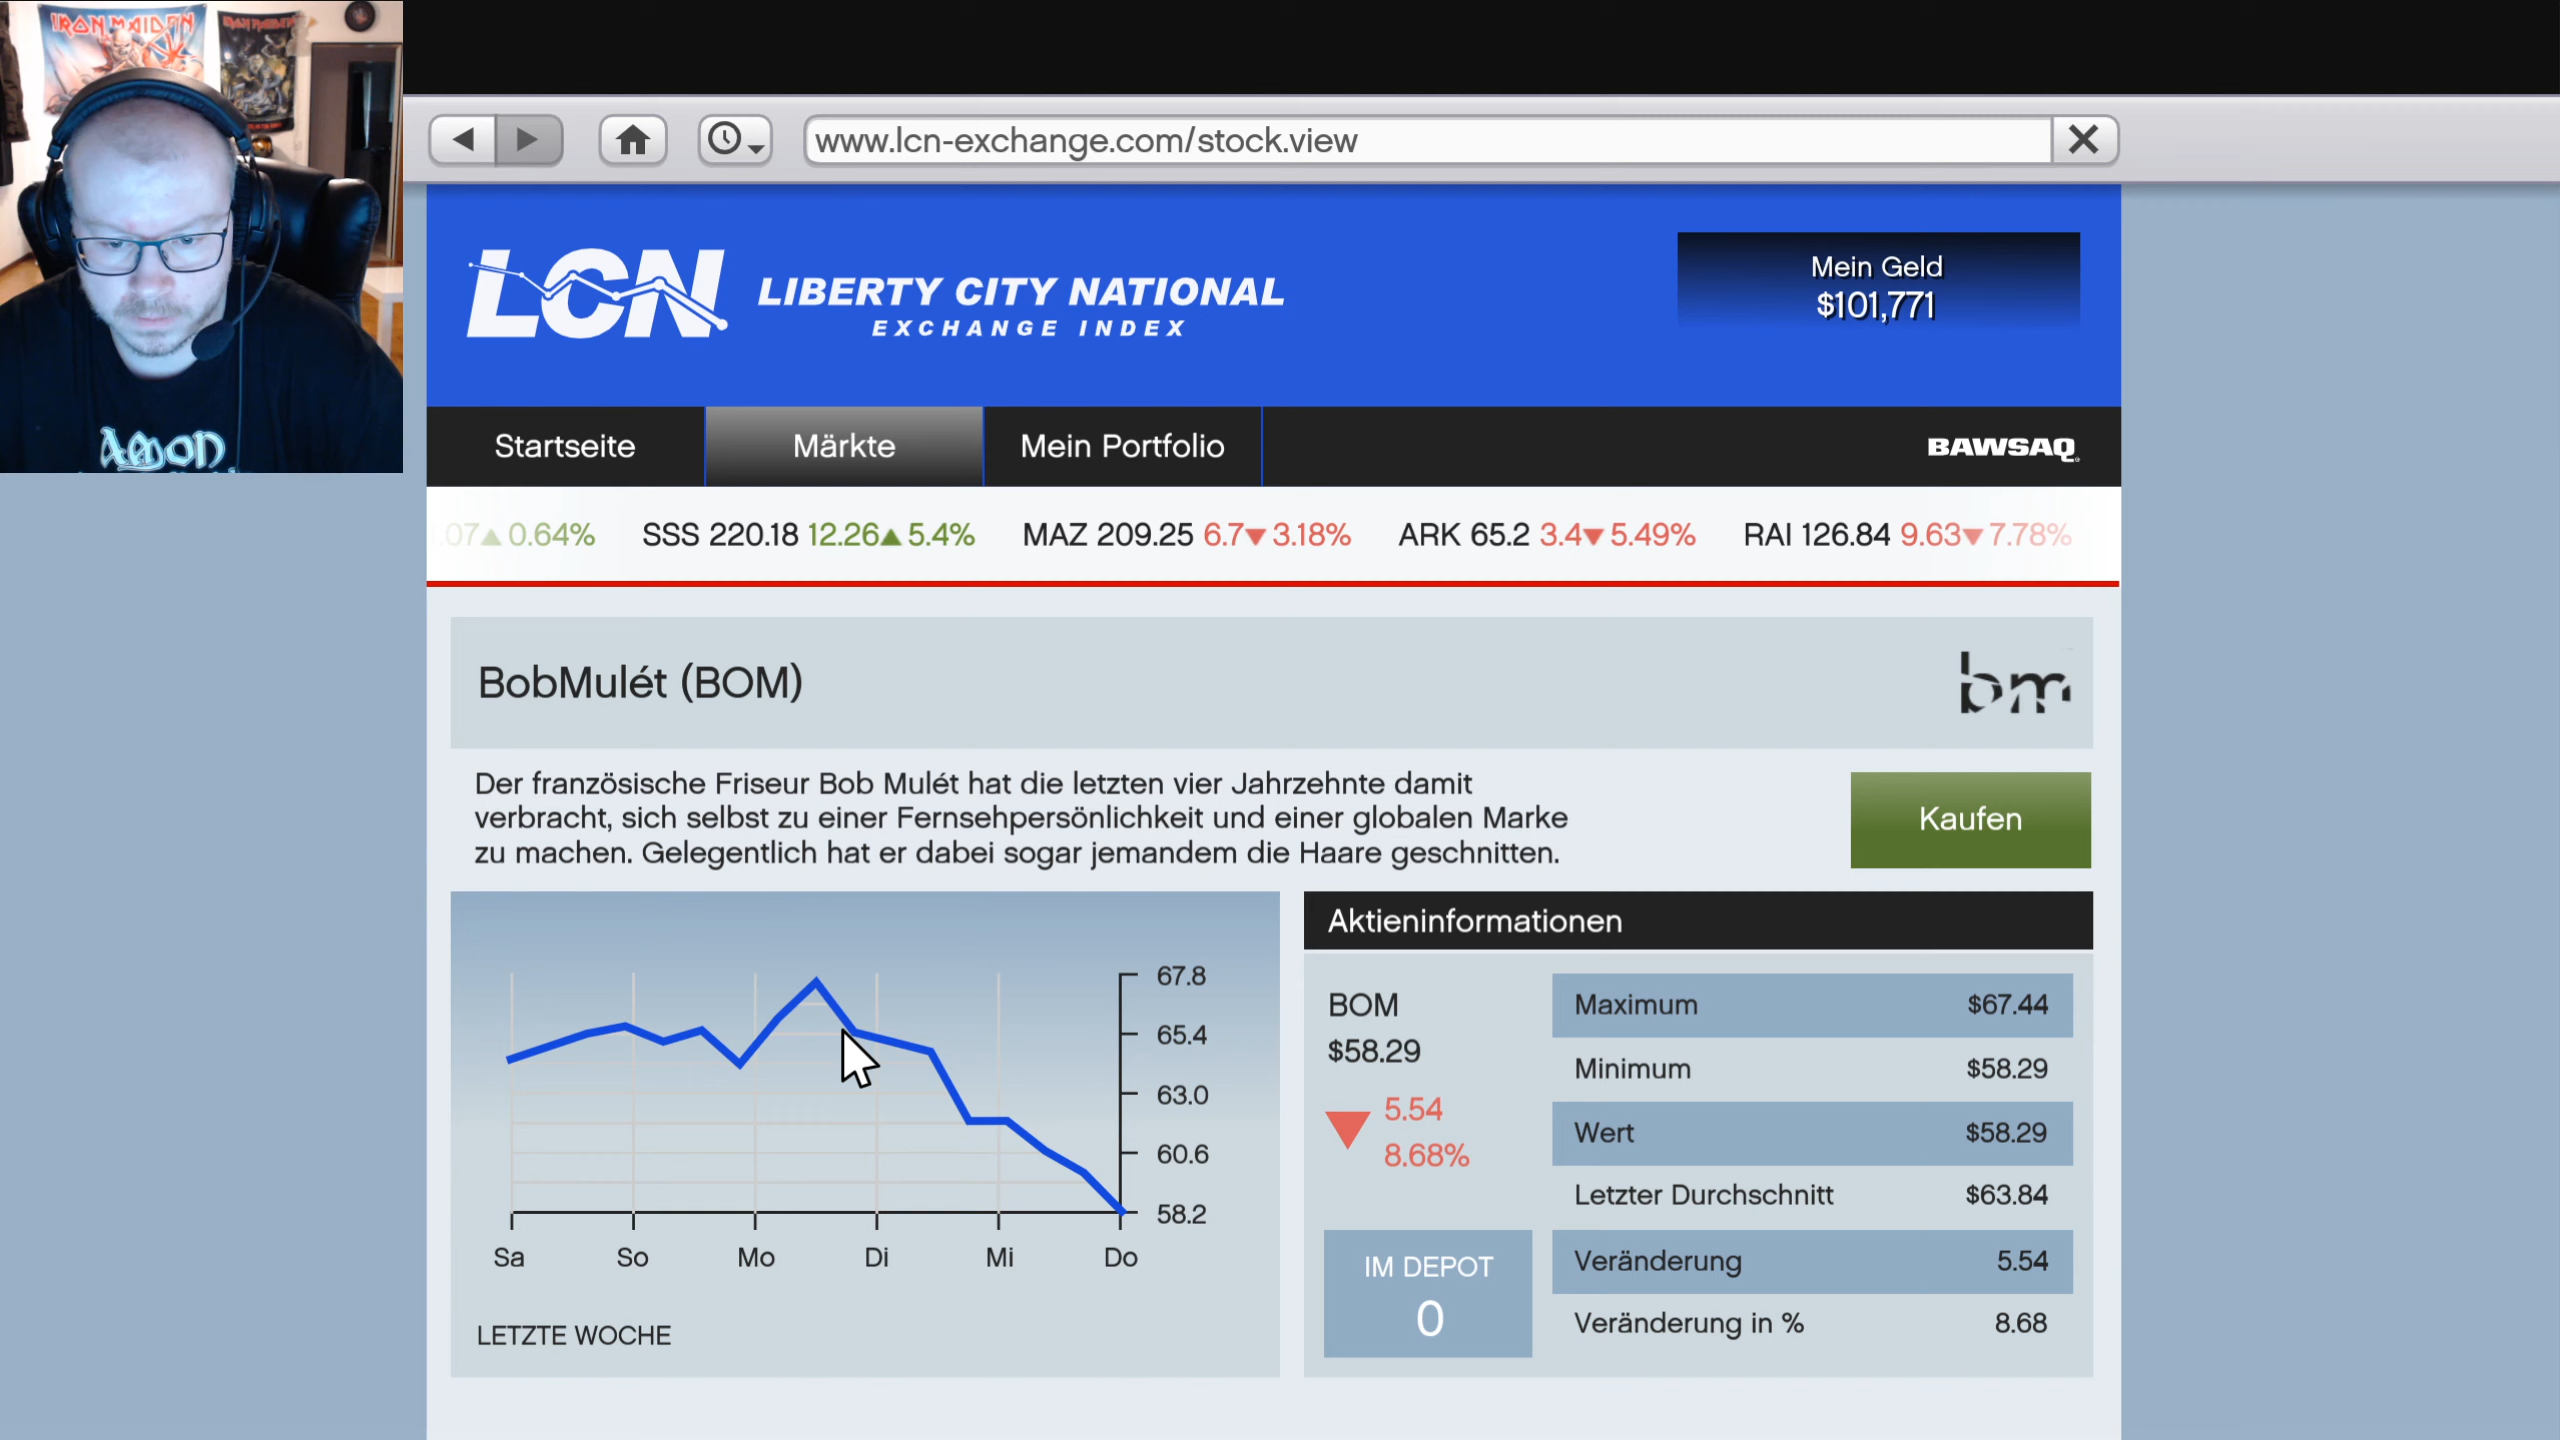 IRON MAIDEN
AMON
www.lcn-exchange.com/stock.view
LCN LIBERTY CITY NATIONAL
EXCHANGE INDEX
Mein Geld
$101,771
Startseite Märkte Mein Portfolio BAWSAQ
.07▲ 0.64% SSS 220.18 12.26▲ 5.4% MAZ 209.25 6.7▼ 3.18% ARK 65.2 3.4▼ 5.49% RAI 126.84 9.63▼ 7.78%
BobMulét (BOM)
bm
Der französische Friseur Bob Mulét hat die letzten vier Jahrzehnte damit
verbracht, sich selbst zu einer Fernsehpersönlichkeit und einer globalen Marke
zu machen. Gelegentlich hat er dabei sogar jemandem die Haare geschnitten.
Kaufen
67.8
65.4
63.0
60.6
58.2
Sa So Mo Di Mi Do
LETZTE WOCHE
Aktieninformationen
BOM
$58.29
5.54
8.68%
IM DEPOT
0
Maximum $67.44
Minimum $58.29
Wert $58.29
Letzter Durchschnitt $63.84
Veränderung 5.54
Veränderung in % 8.68